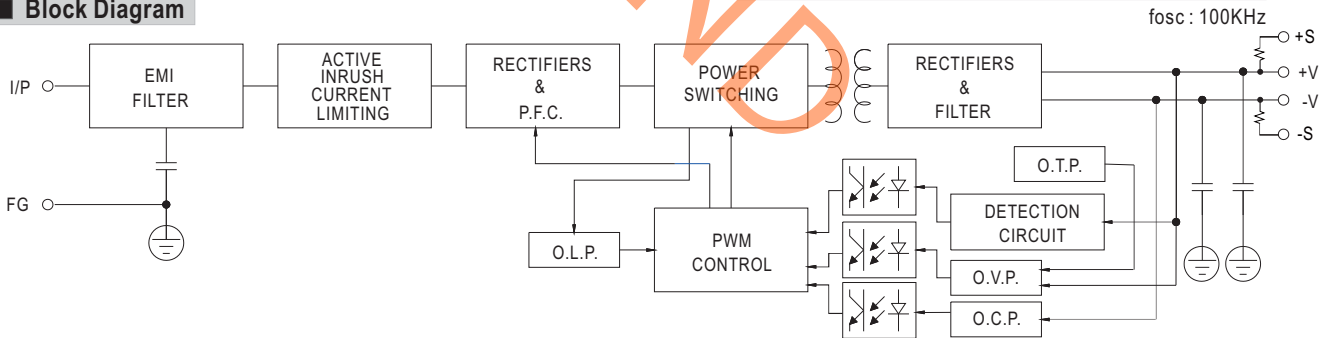 Block Diagram
fosc : 100KHz
I/P
EMI
FILTER
ACTIVE
INRUSH
CURRENT
LIMITING
RECTIFIERS
&
P.F.C.
POWER
SWITCHING
RECTIFIERS
&
FILTER
+S
+V
-V
-S
FG
O.L.P.
PWM
CONTROL
O.T.P.
DETECTION
CIRCUIT
O.V.P.
O.C.P.
ND